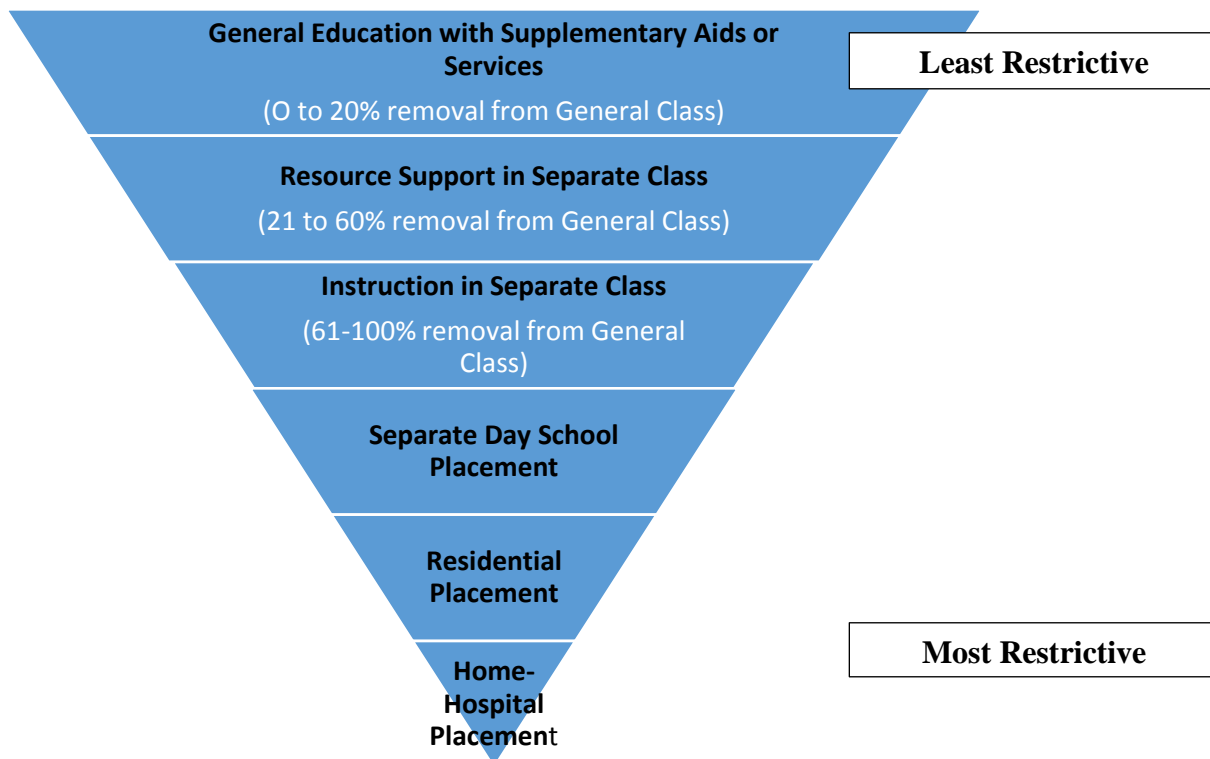 General Education with Supplementary Aids or
Services
(O to 20% removal from General Class)
Least Restrictive
Resource Support in Separate Class
(21 to 60% removal from General Class)
Instruction in Separate Class
(61-100% removal from General
Class)
Separate Day School
Placement
Residential
Placement
Most Restrictive
Home-
Hospital
Placement